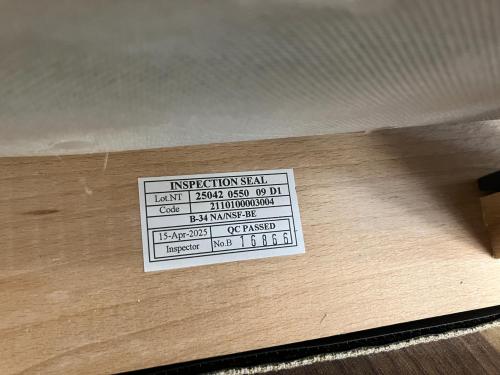 INSPECTION SEAL
Lot.NT 25042 0550 09 D1
Code 2110100003004
B-34 NA/NSF-BE
15-Apr-2025 QC PASSED
Inspector No.B 16866